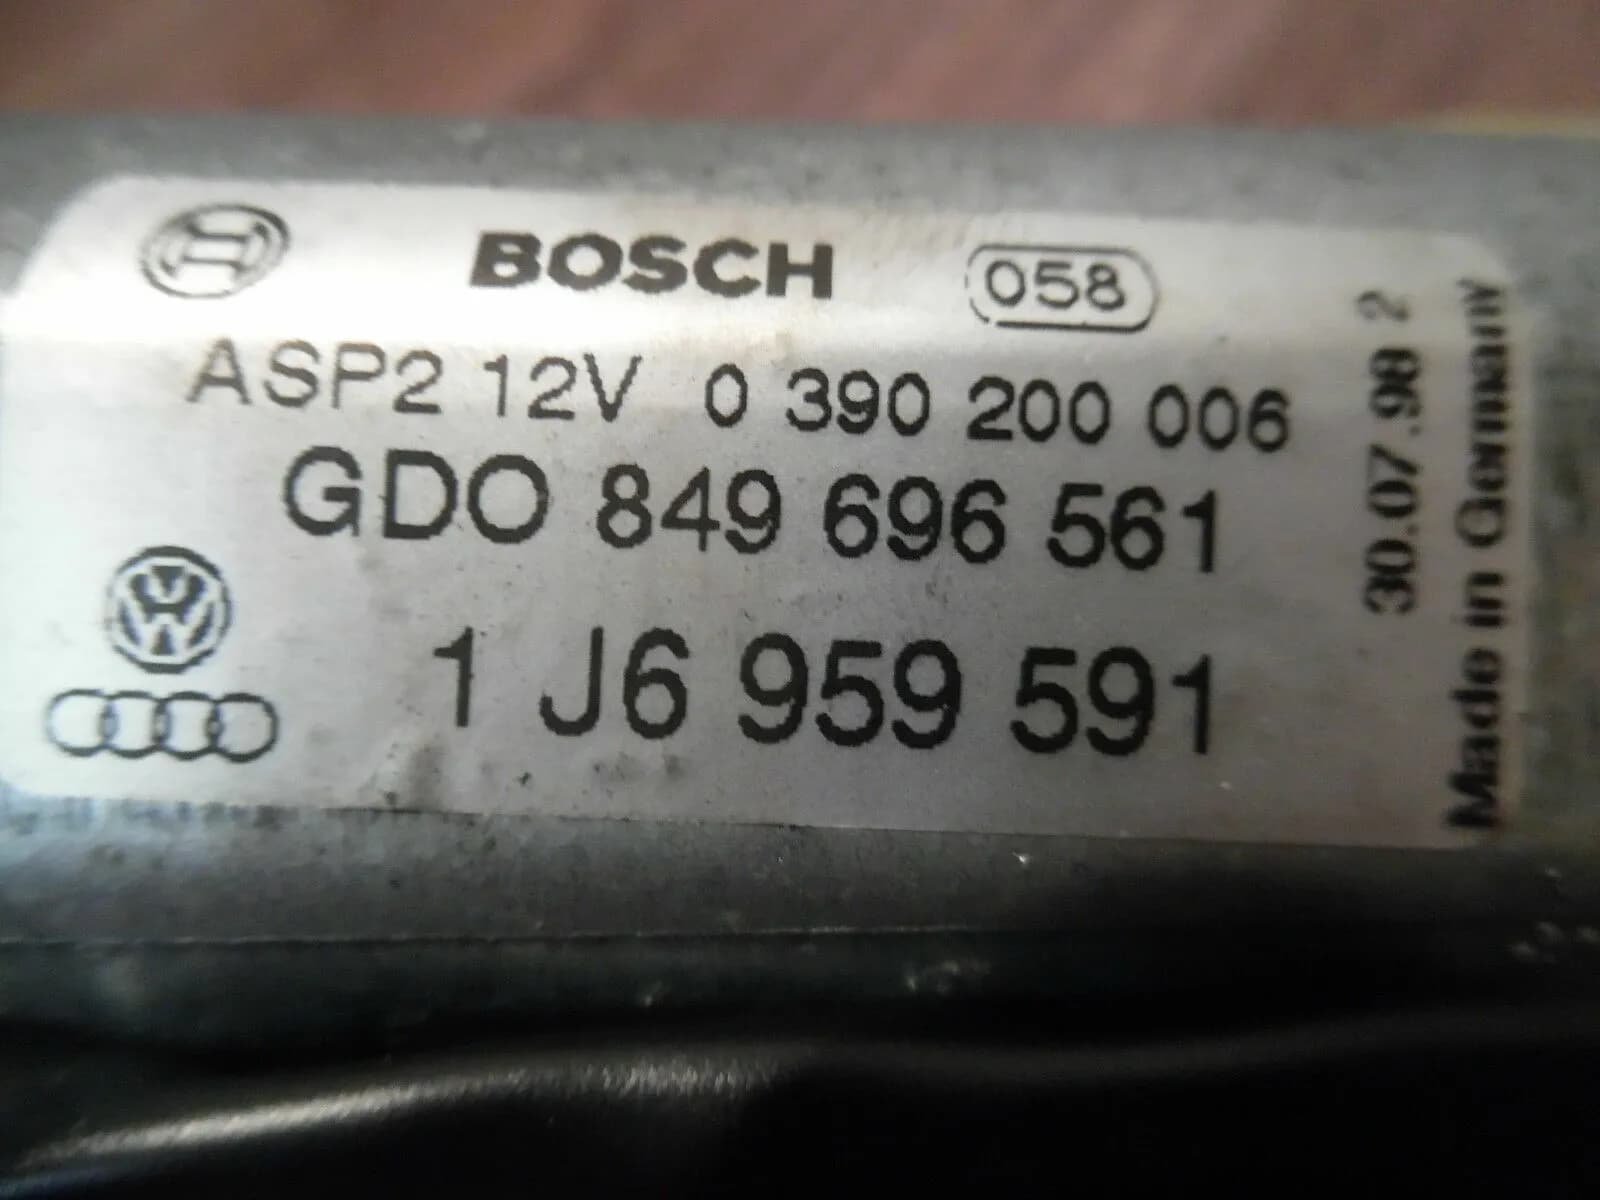 BOSCH 058
ASP2 12V 0 390 200 006
GDO 849 696 561
1 J6 959 591
30.07.98 2
Made in Germany